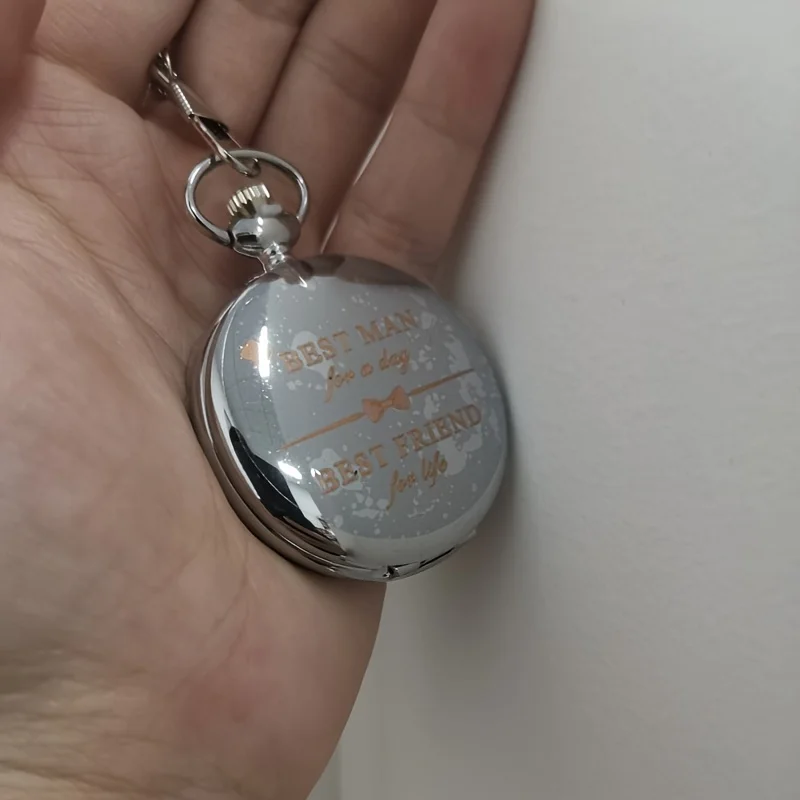 BEST MAN
for a day
BEST FRIEND
for life